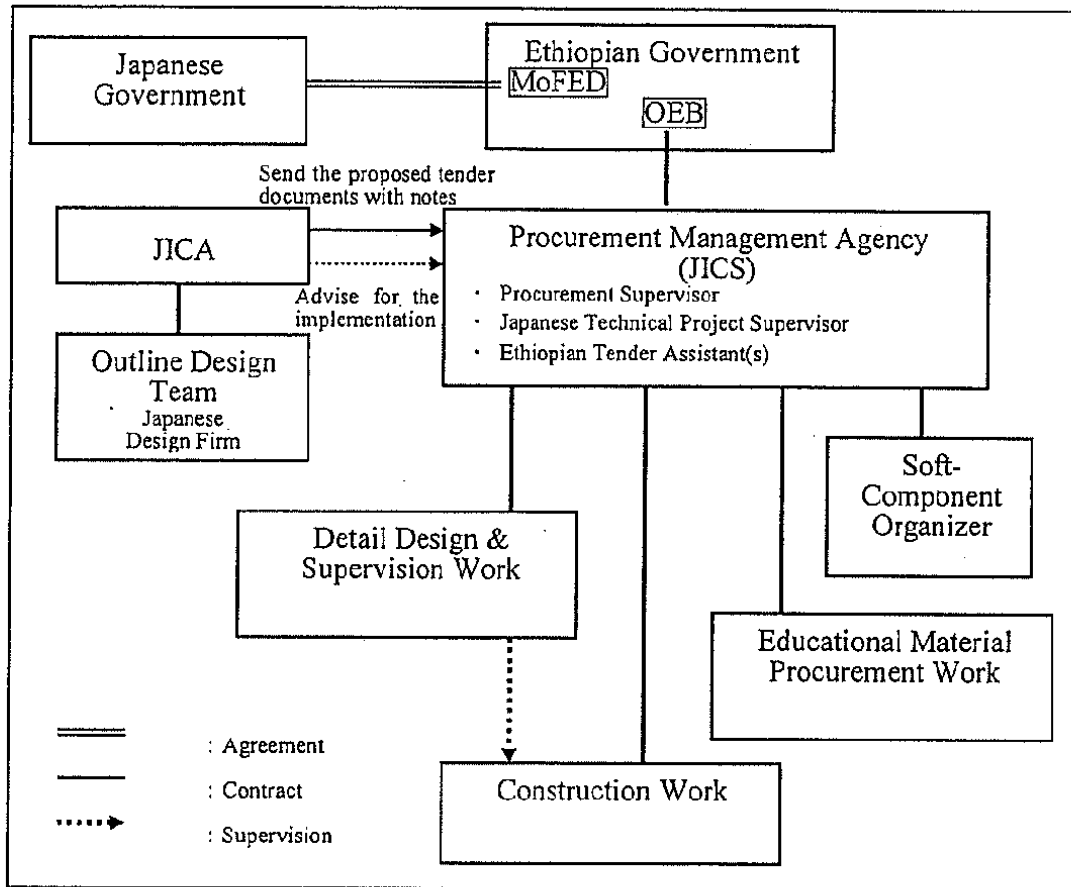 Japanese
Government
Ethiopian Government
MoFED
OEB
Send the proposed tender
documents with notes
JICA
Advise for the
implementation
Procurement Management Agency
(JICS)
· Procurement Supervisor
· Japanese Technical Project Supervisor
· Ethiopian Tender Assistant(s)
Outline Design
Team
Japanese
Design Firm
Soft-
Component
Organizer
Detail Design &
Supervision Work
Educational Material
Procurement Work
Construction Work
: Agreement
: Contract
: Supervision